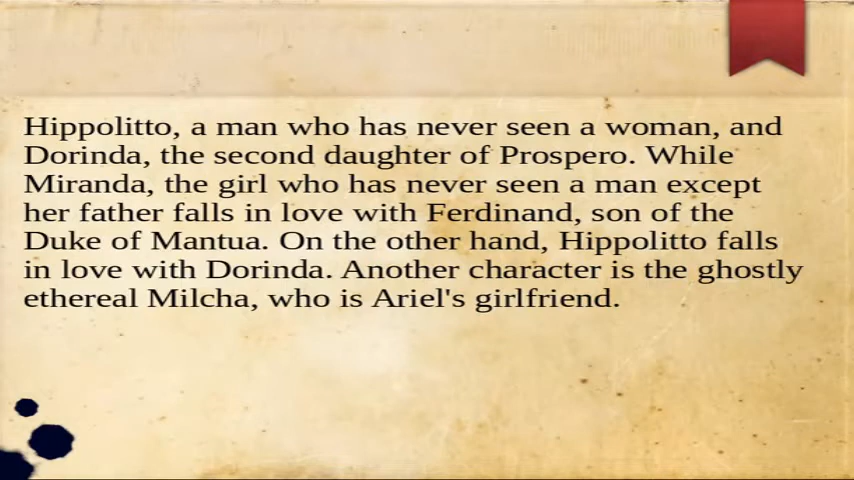 Hippolitto, a man who has never seen a woman, and
Dorinda, the second daughter of Prospero. While
Miranda, the girl who has never seen a man except
her father falls in love with Ferdinand, son of the
Duke of Mantua. On the other hand, Hippolitto falls
in love with Dorinda. Another character is the ghostly
ethereal Milcha, who is Ariel's girlfriend.